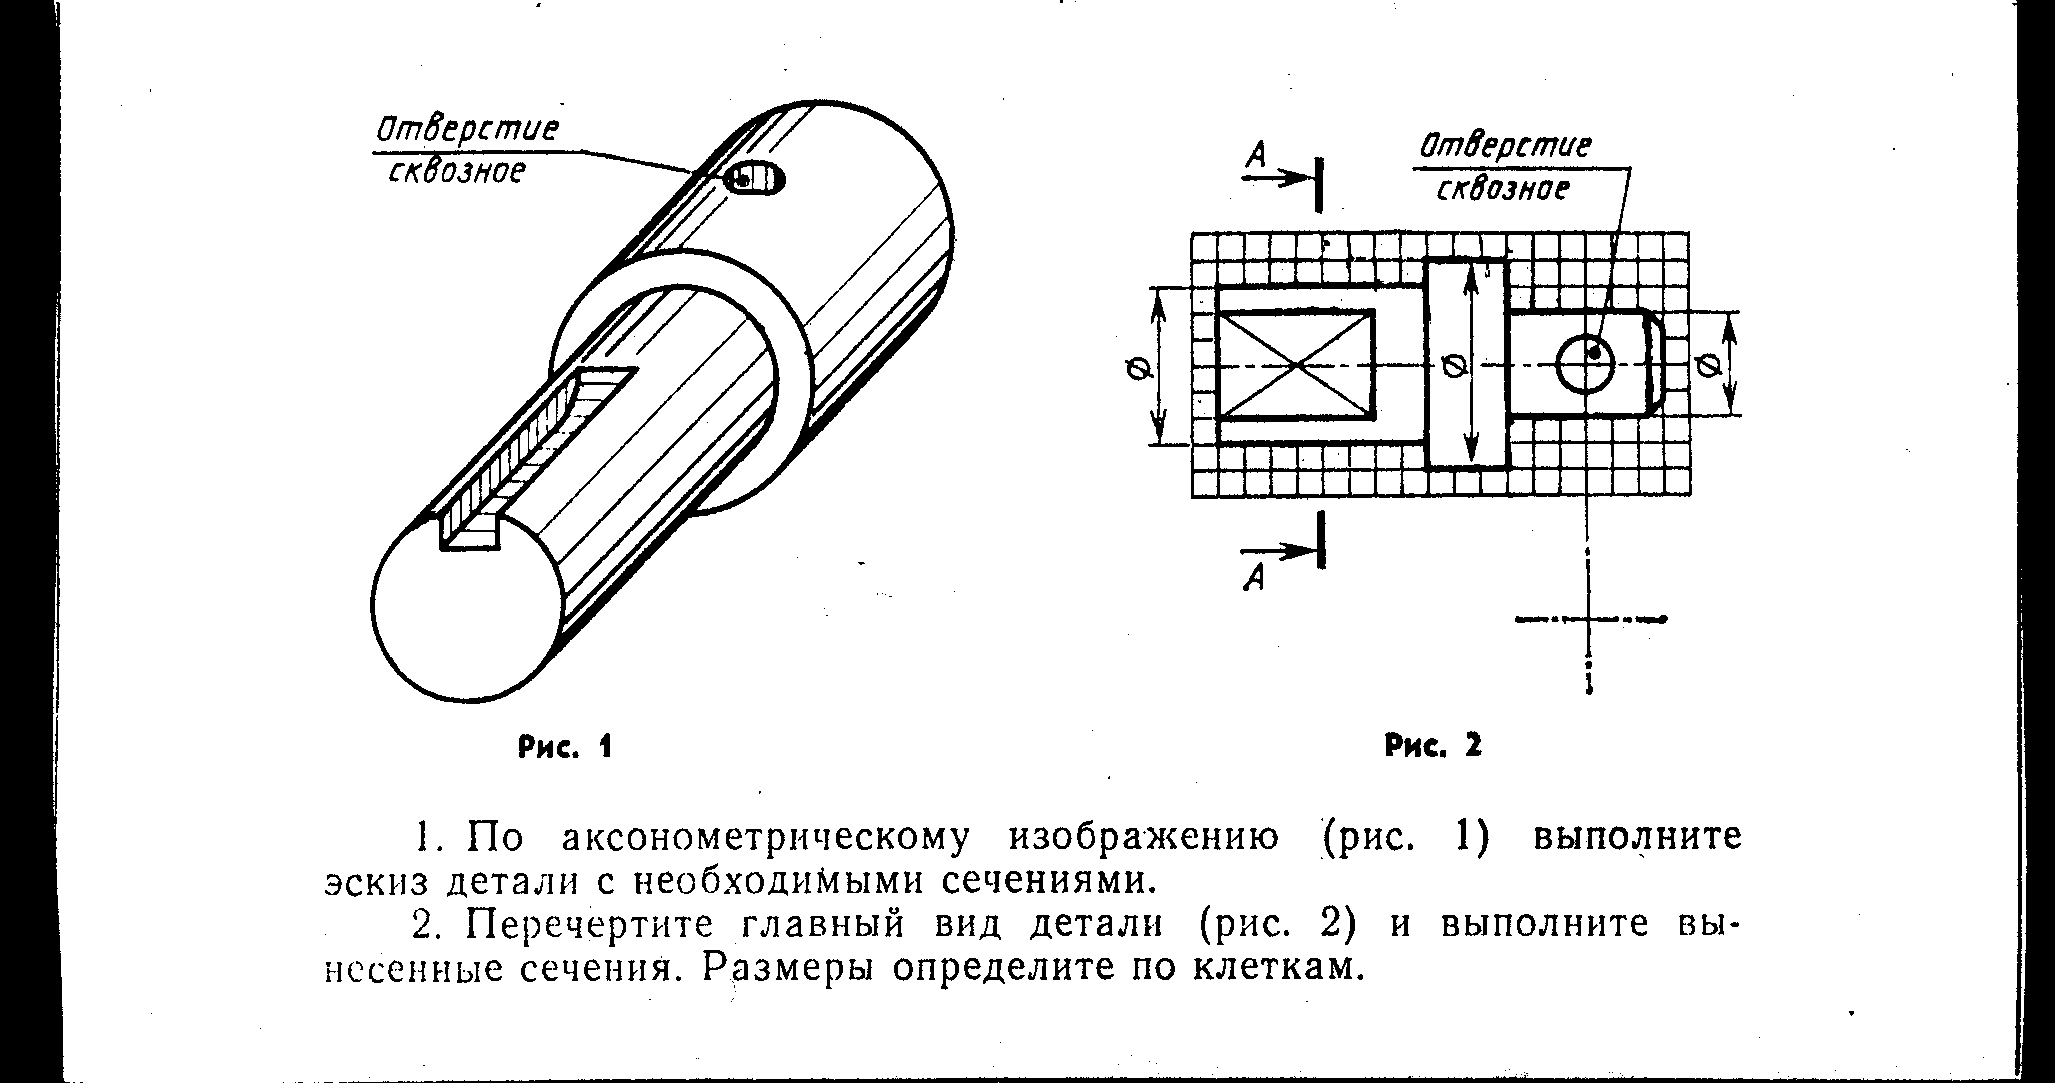 Отверстие
сквозное
А
Отверстие
сквозное
Ø
Ø
Ø
А
Рис. 1
Рис. 2
1. По аксонометрическому изображению (рис. 1) выполните
эскиз детали с необходимыми сечениями.
2. Перечертите главный вид детали (рис. 2) и выполните вы-
несенные сечения. Размеры определите по клеткам.